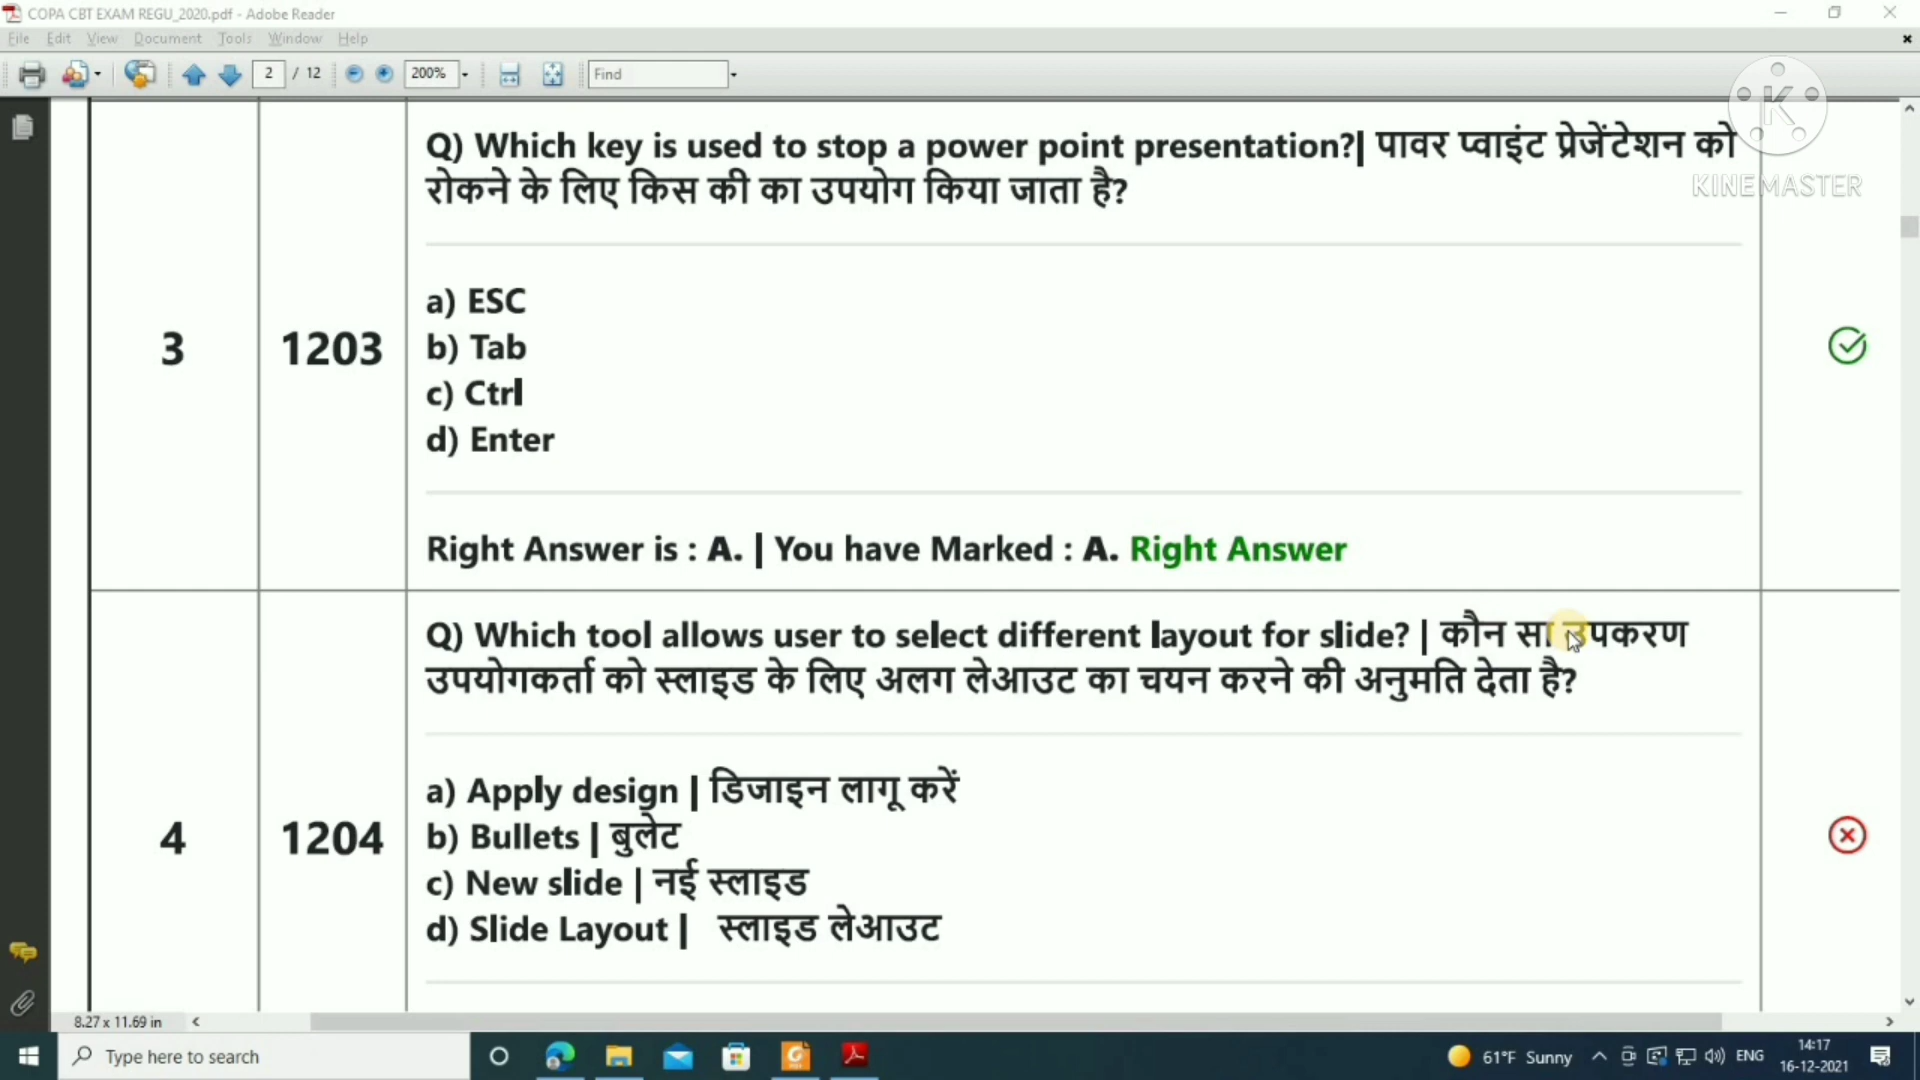 COPA CBT EXAM REGU_2020.pdf - Adobe Reader
File Edit View Document Tools Window Help
2 / 12 200% Find
KINEMASTER
Q) Which key is used to stop a power point presentation?| पावर प्वाइंट प्रेजेंटेशन को
रोकने के लिए किस की का उपयोग किया जाता है?
a) ESC
3 1203 b) Tab
c) Ctrl
d) Enter
Right Answer is : A. | You have Marked : A. Right Answer
Q) Which tool allows user to select different layout for slide? | कौन सा उपकरण
उपयोगकर्ता को स्लाइड के लिए अलग लेआउट का चयन करने की अनुमति देता है?
a) Apply design | डिजाइन लागू करें
4 1204 b) Bullets | बुलेट
c) New slide | नई स्लाइड
d) Slide Layout | स्लाइड लेआउट
8.27 x 11.69 in
Type here to search
61°F Sunny ENG 14:17
16-12-2021